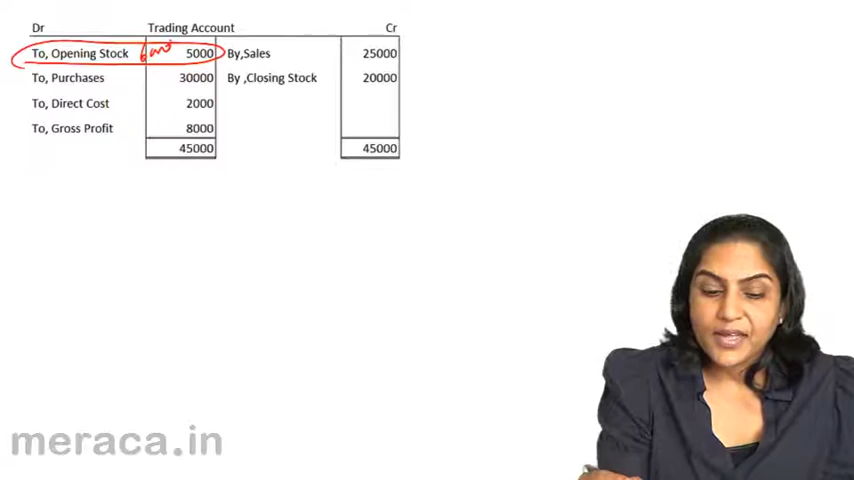 Dr Trading Account Cr
To, Opening Stock 5000 By,Sales 25000
To, Purchases 30000 By ,Closing Stock 20000
To, Direct Cost 2000
To, Gross Profit 8000
45000 45000
meraca.in